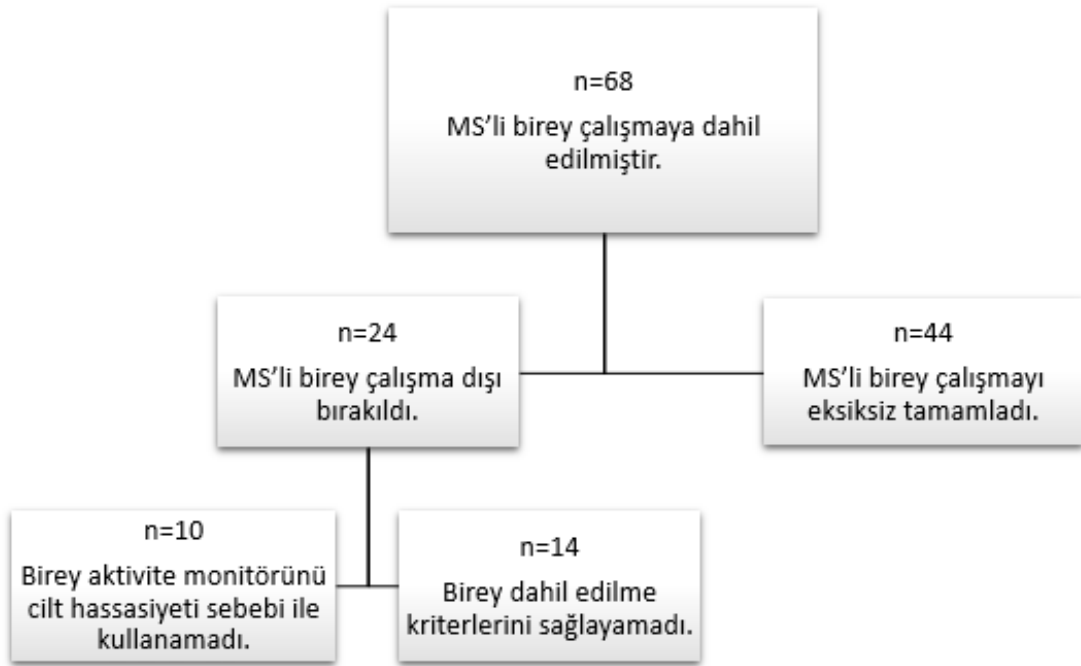 n=68
MS'li birey çalışmaya dahil
edilmiştir.
n=24
MS'li birey çalışma dışı
bırakıldı.
n=44
MS'li birey çalışmayı
eksiksiz tamamladı.
n=10
Birey aktivite monitörünü
cilt hassasiyeti sebebi ile
kullanamadı.
n=14
Birey dahil edilme
kriterlerini sağlayamadı.